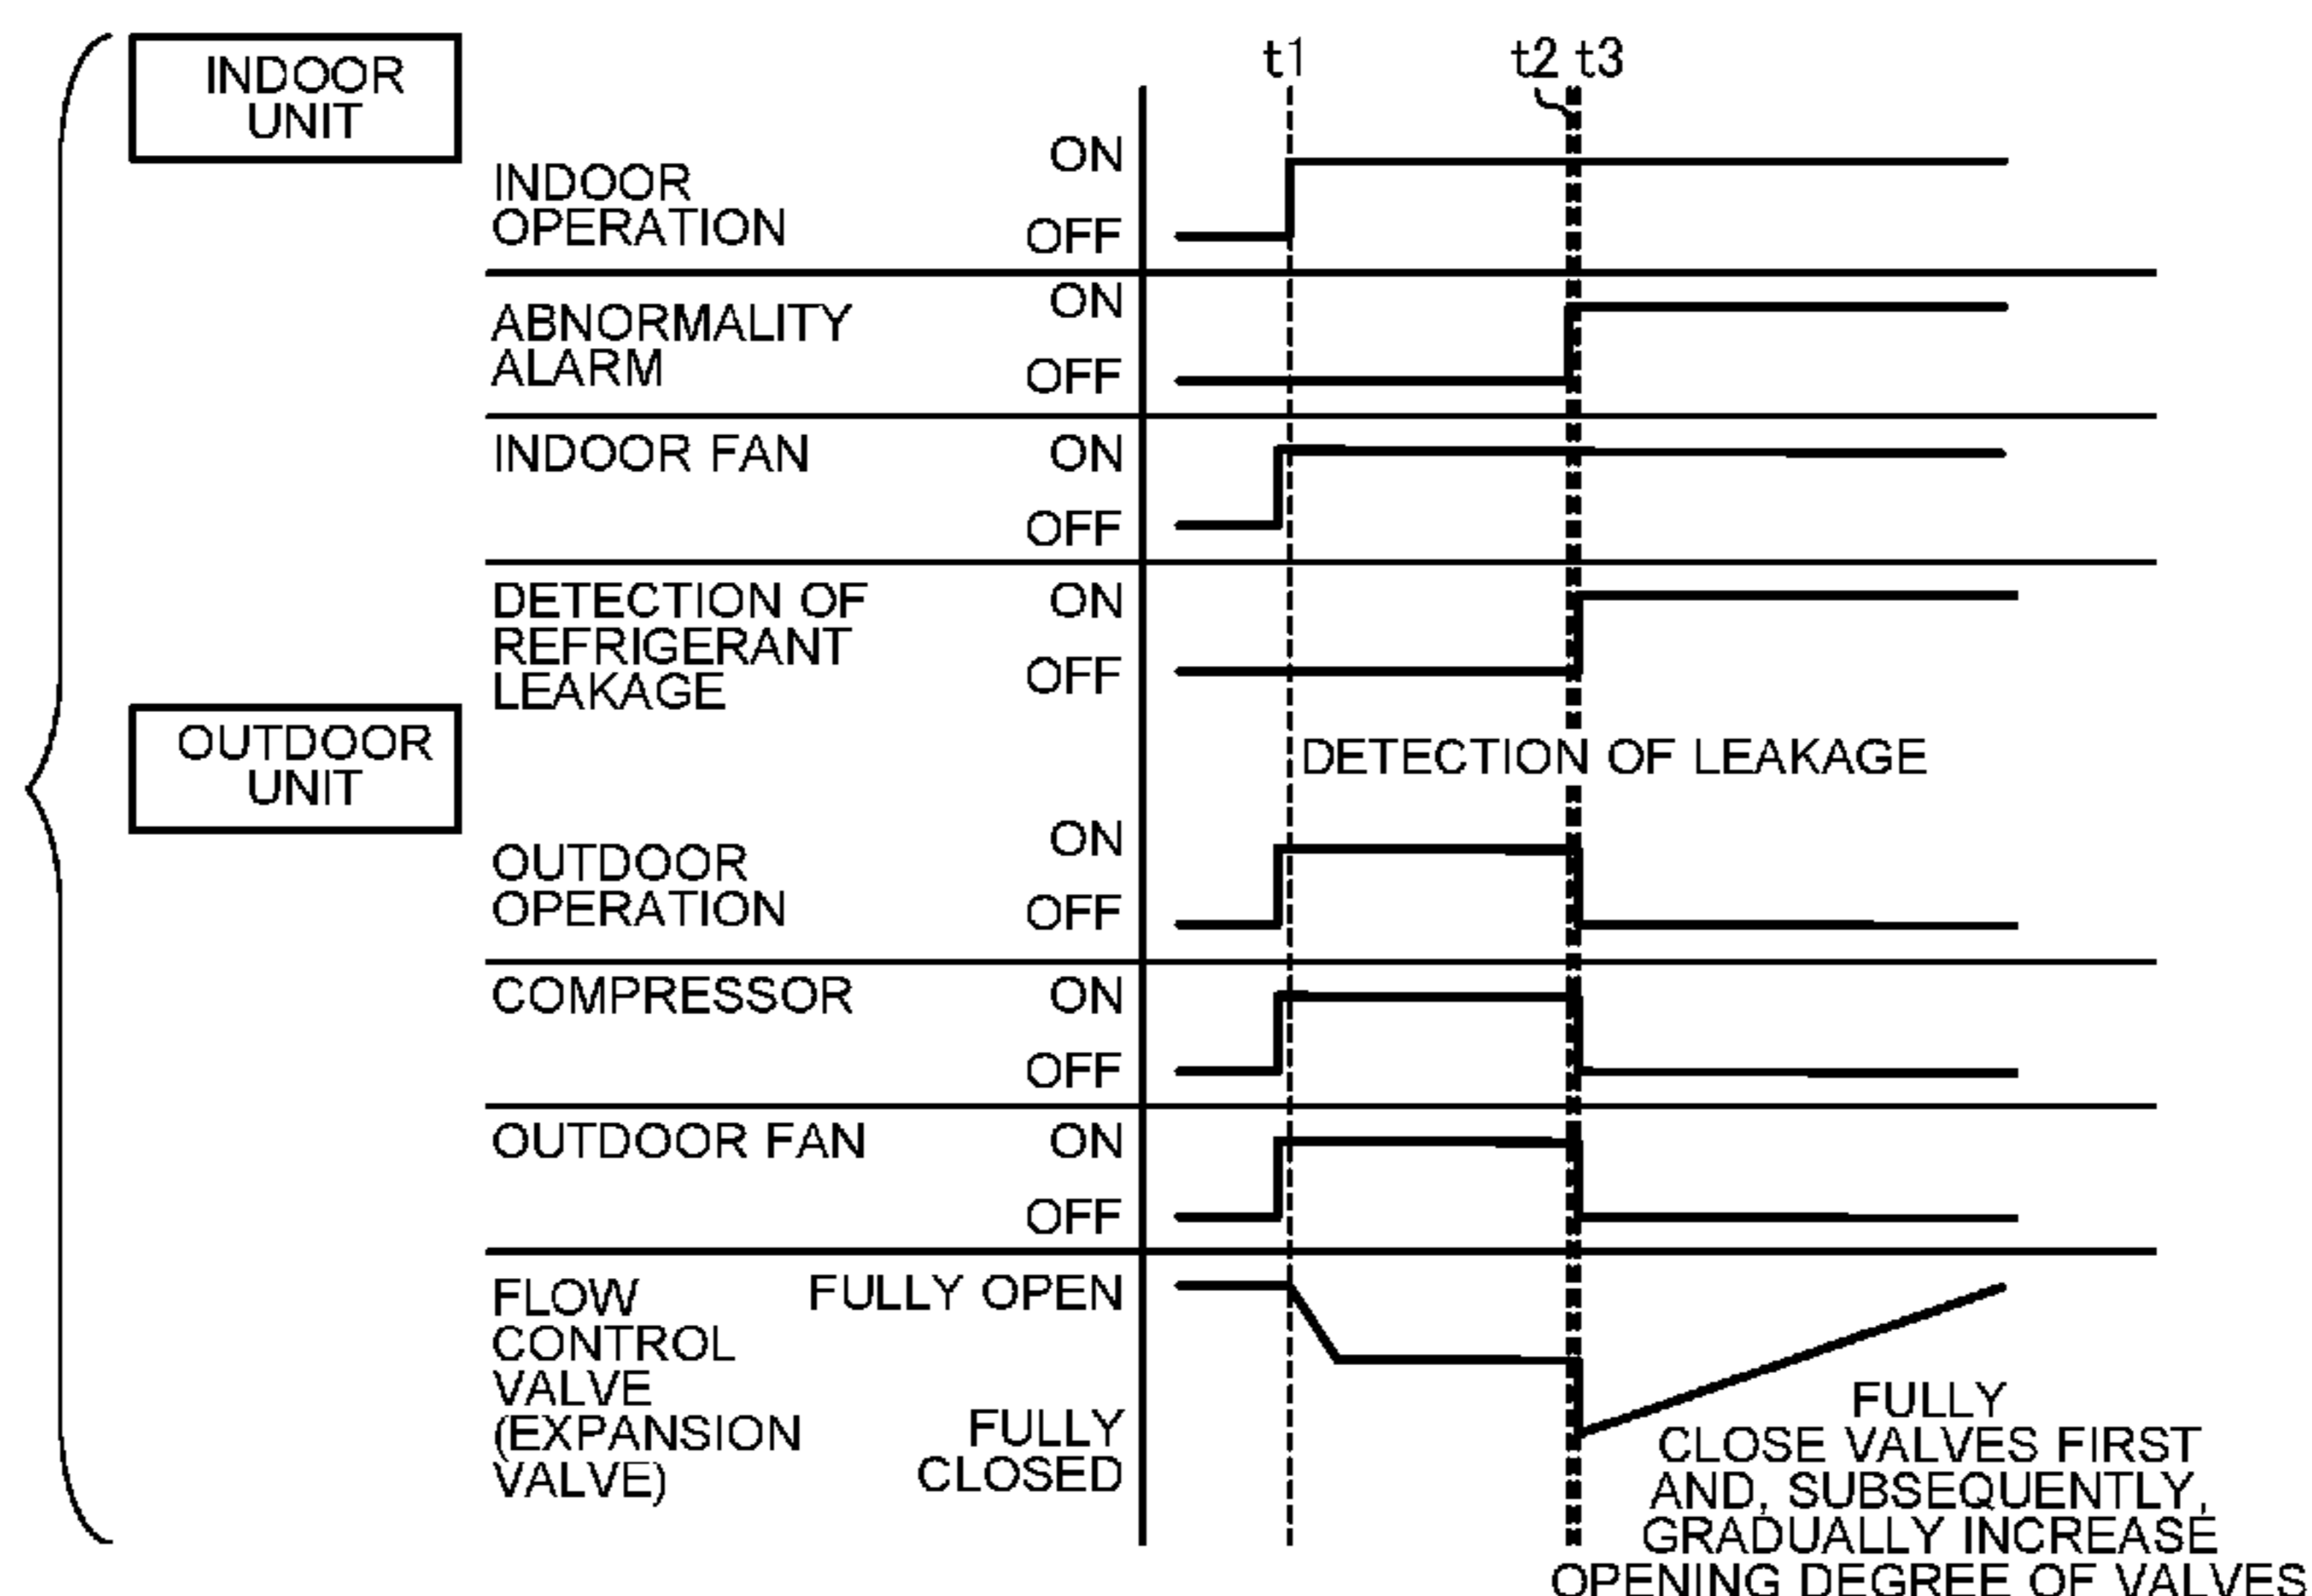 t1
t2 t3
INDOOR
UNIT
INDOOR
OPERATION
ON
OFF
ABNORMALITY
ALARM
ON
OFF
INDOOR FAN
ON
OFF
DETECTION OF
REFRIGERANT
LEAKAGE
ON
OFF
OUTDOOR
UNIT
DETECTION OF LEAKAGE
OUTDOOR
OPERATION
ON
OFF
COMPRESSOR
ON
OFF
OUTDOOR FAN
ON
OFF
FLOW
CONTROL
VALVE
(EXPANSION
VALVE)
FULLY OPEN
FULLY
CLOSED
FULLY
CLOSE VALVES FIRST
AND, SUBSEQUENTLY,
GRADUALLY INCREASE
OPENING DEGREE OF VALVES